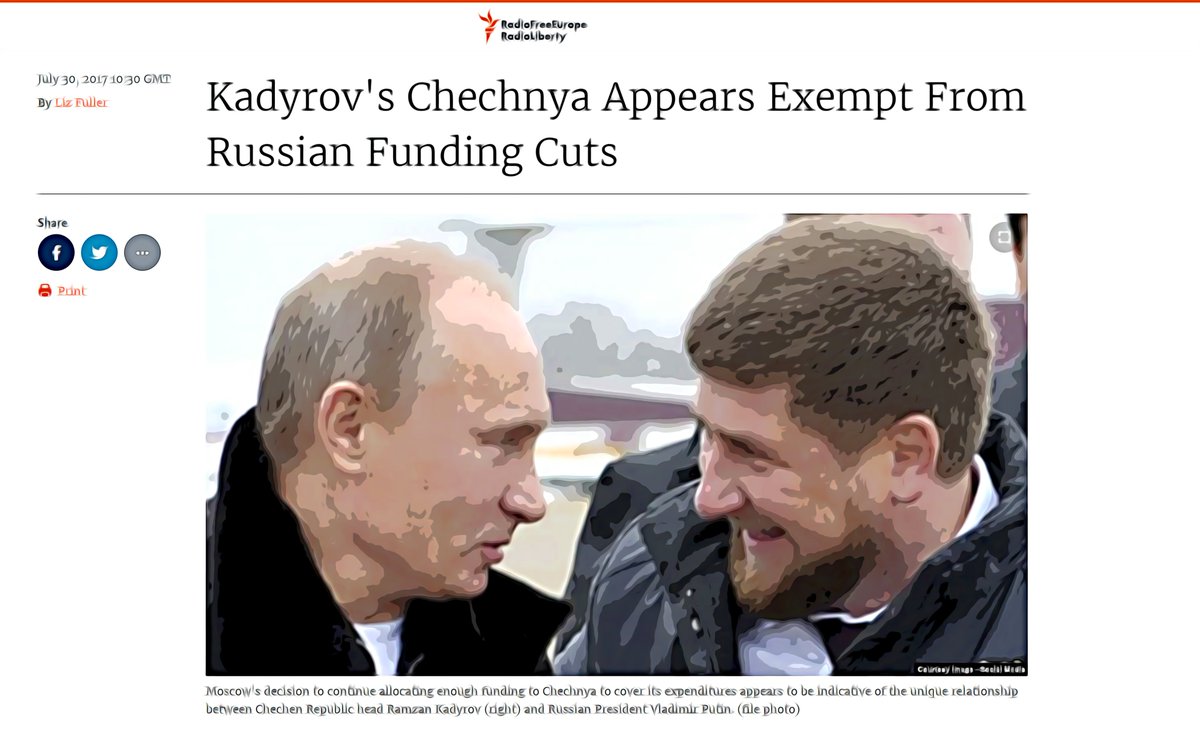 RadioFreeEurope
RadioLiberty
July 30, 2017 10:30 GMT
By Liz Fuller
Kadyrov's Chechnya Appears Exempt From
Russian Funding Cuts
Share
Print
Courtesy Image - Social Media
Moscow's decision to continue allocating enough funding to Chechnya to cover its expenditures appears to be indicative of the unique relationship
between Chechen Republic head Ramzan Kadyrov (right) and Russian President Vladimir Putin. (file photo)